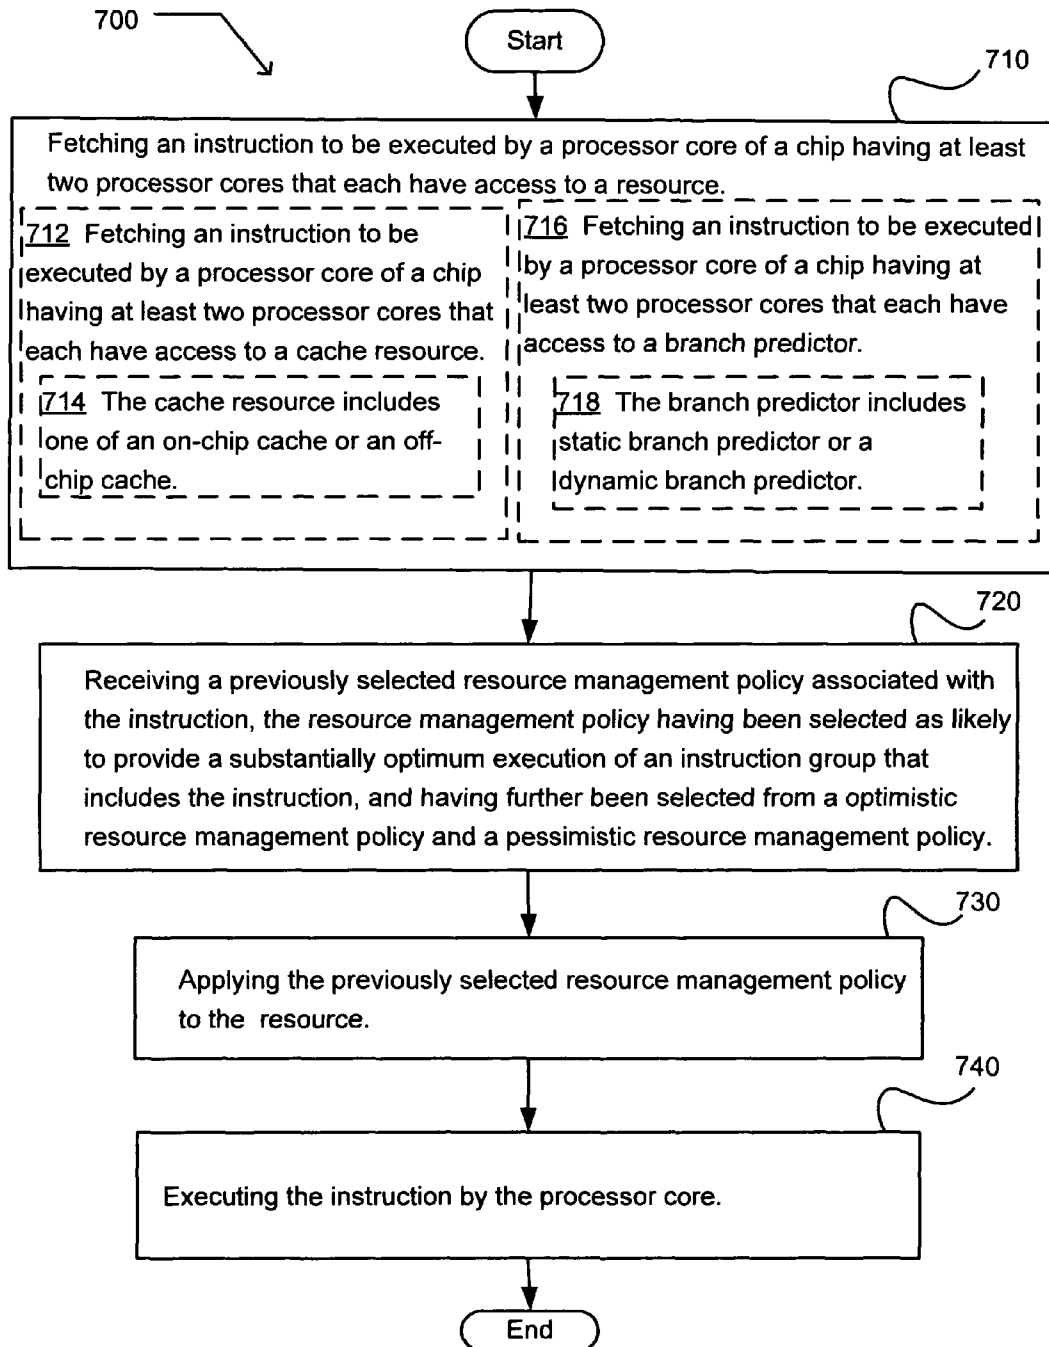 700
Start
710
Fetching an instruction to be executed by a processor core of a chip having at least
two processor cores that each have access to a resource.
712 Fetching an instruction to be
executed by a processor core of a chip
having at least two processor cores that
each have access to a cache resource.
714 The cache resource includes
one of an on-chip cache or an off-
chip cache.
716 Fetching an instruction to be executed
by a processor core of a chip having at
least two processor cores that each have
access to a branch predictor.
718 The branch predictor includes
static branch predictor or a
dynamic branch predictor.
720
Receiving a previously selected resource management policy associated with
the instruction, the resource management policy having been selected as likely
to provide a substantially optimum execution of an instruction group that
includes the instruction, and having further been selected from a optimistic
resource management policy and a pessimistic resource management policy.
730
Applying the previously selected resource management policy
to the resource.
740
Executing the instruction by the processor core.
End